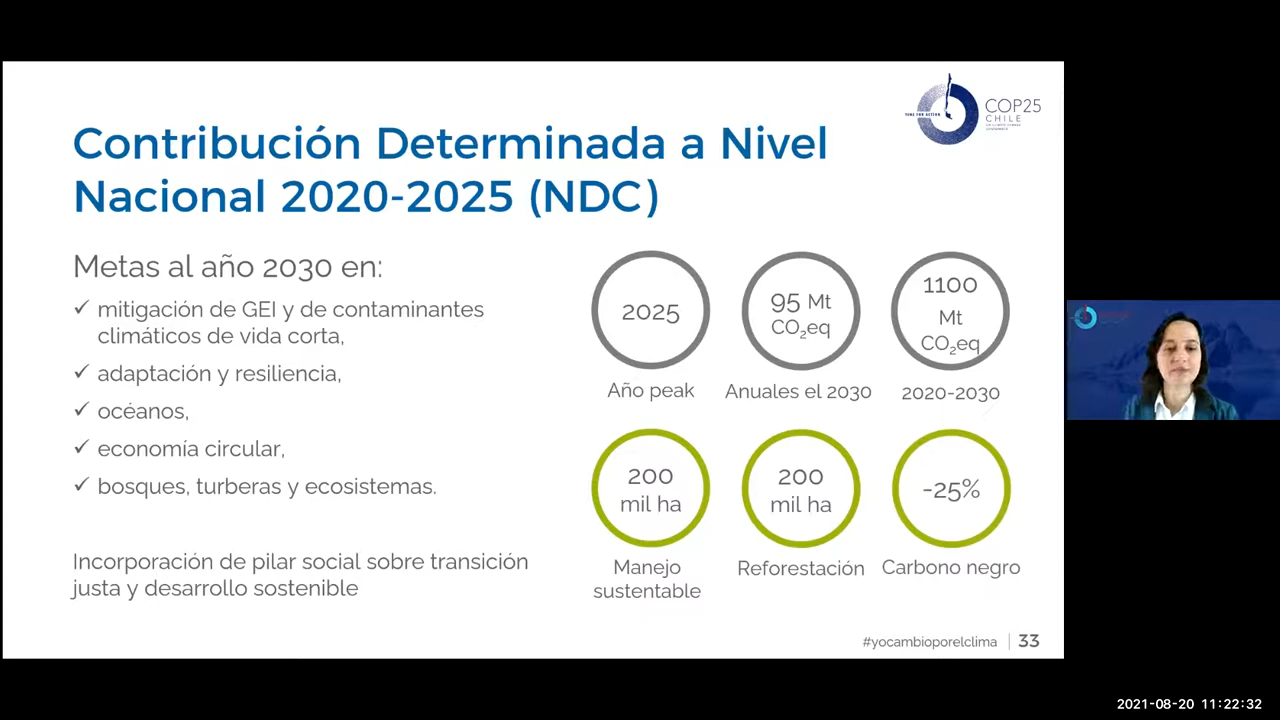 TIME FOR ACTION
COP25
CHILE
Contribución Determinada a Nivel
Nacional 2020-2025 (NDC)
Metas al año 2030 en:
✓ mitigación de GEI y de contaminantes
climáticos de vida corta,
✓ adaptación y resiliencia,
✓ océanos,
✓ economía circular,
✓ bosques, turberas y ecosistemas.
Incorporación de pilar social sobre transición
justa y desarrollo sostenible
2025
Año peak
95 Mt
CO₂eq
Anuales el 2030
1100
Mt
CO₂eq
2020-2030
200
mil ha
Manejo
sustentable
200
mil ha
Reforestación
-25%
Carbono negro
#yocambioporelclima | 33
2021-08-20 11:22:32